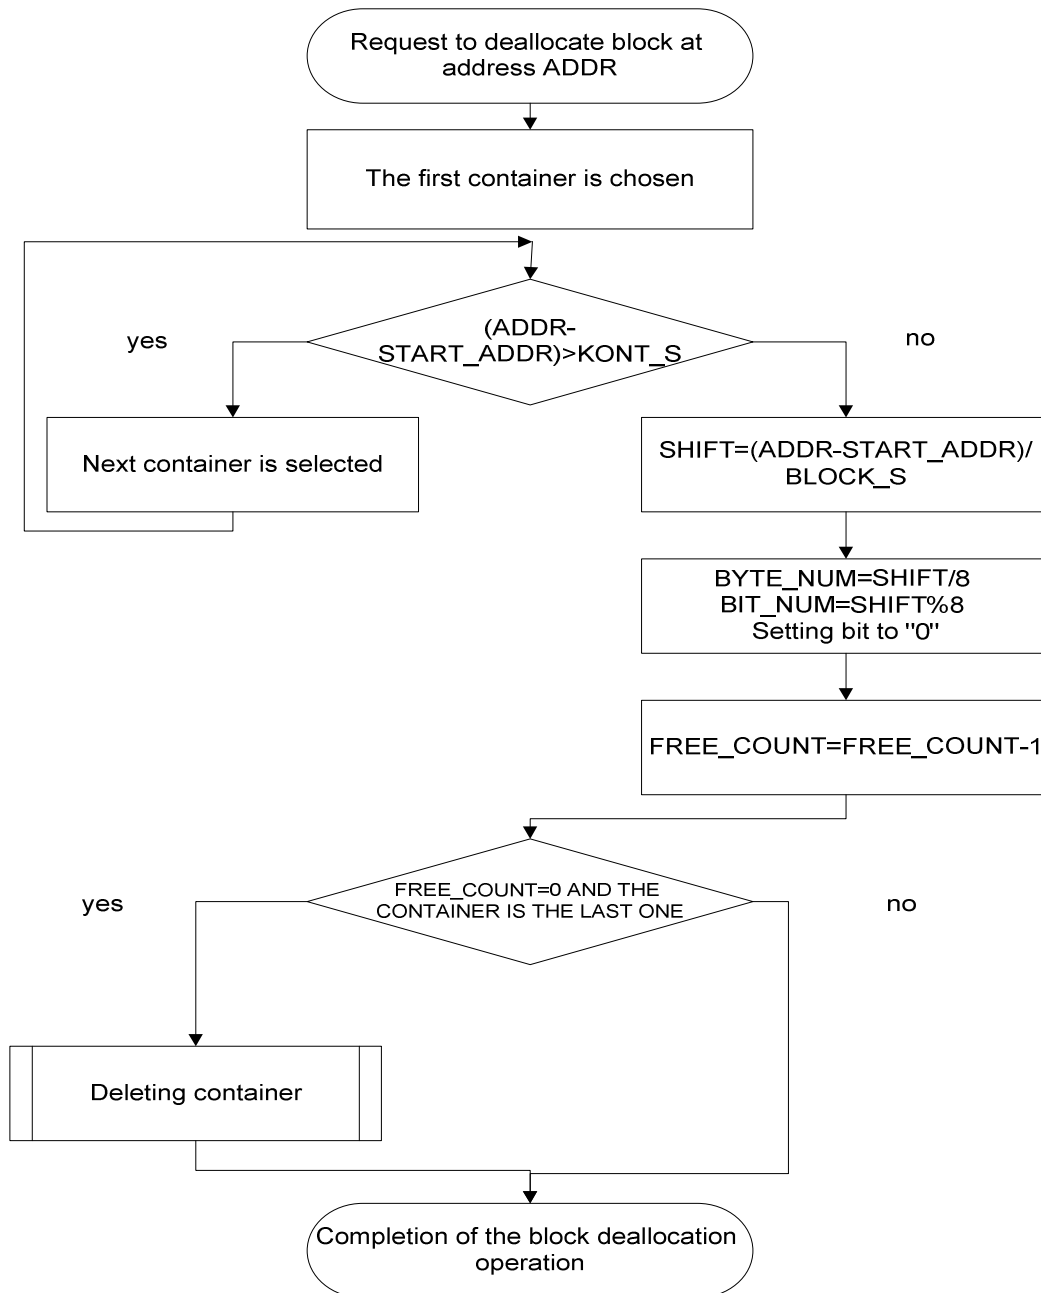 Request to deallocate block at
address ADDR
The first container is chosen
(ADDR-
START_ADDR)>KONT_S
yes
no
Next container is selected
SHIFT=(ADDR-START_ADDR)/
BLOCK_S
BYTE_NUM=SHIFT/8
BIT_NUM=SHIFT%8
Setting bit to "0"
FREE_COUNT=FREE_COUNT-1
FREE_COUNT=0 AND THE
CONTAINER IS THE LAST ONE
yes
no
Deleting container
Completion of the block deallocation
operation